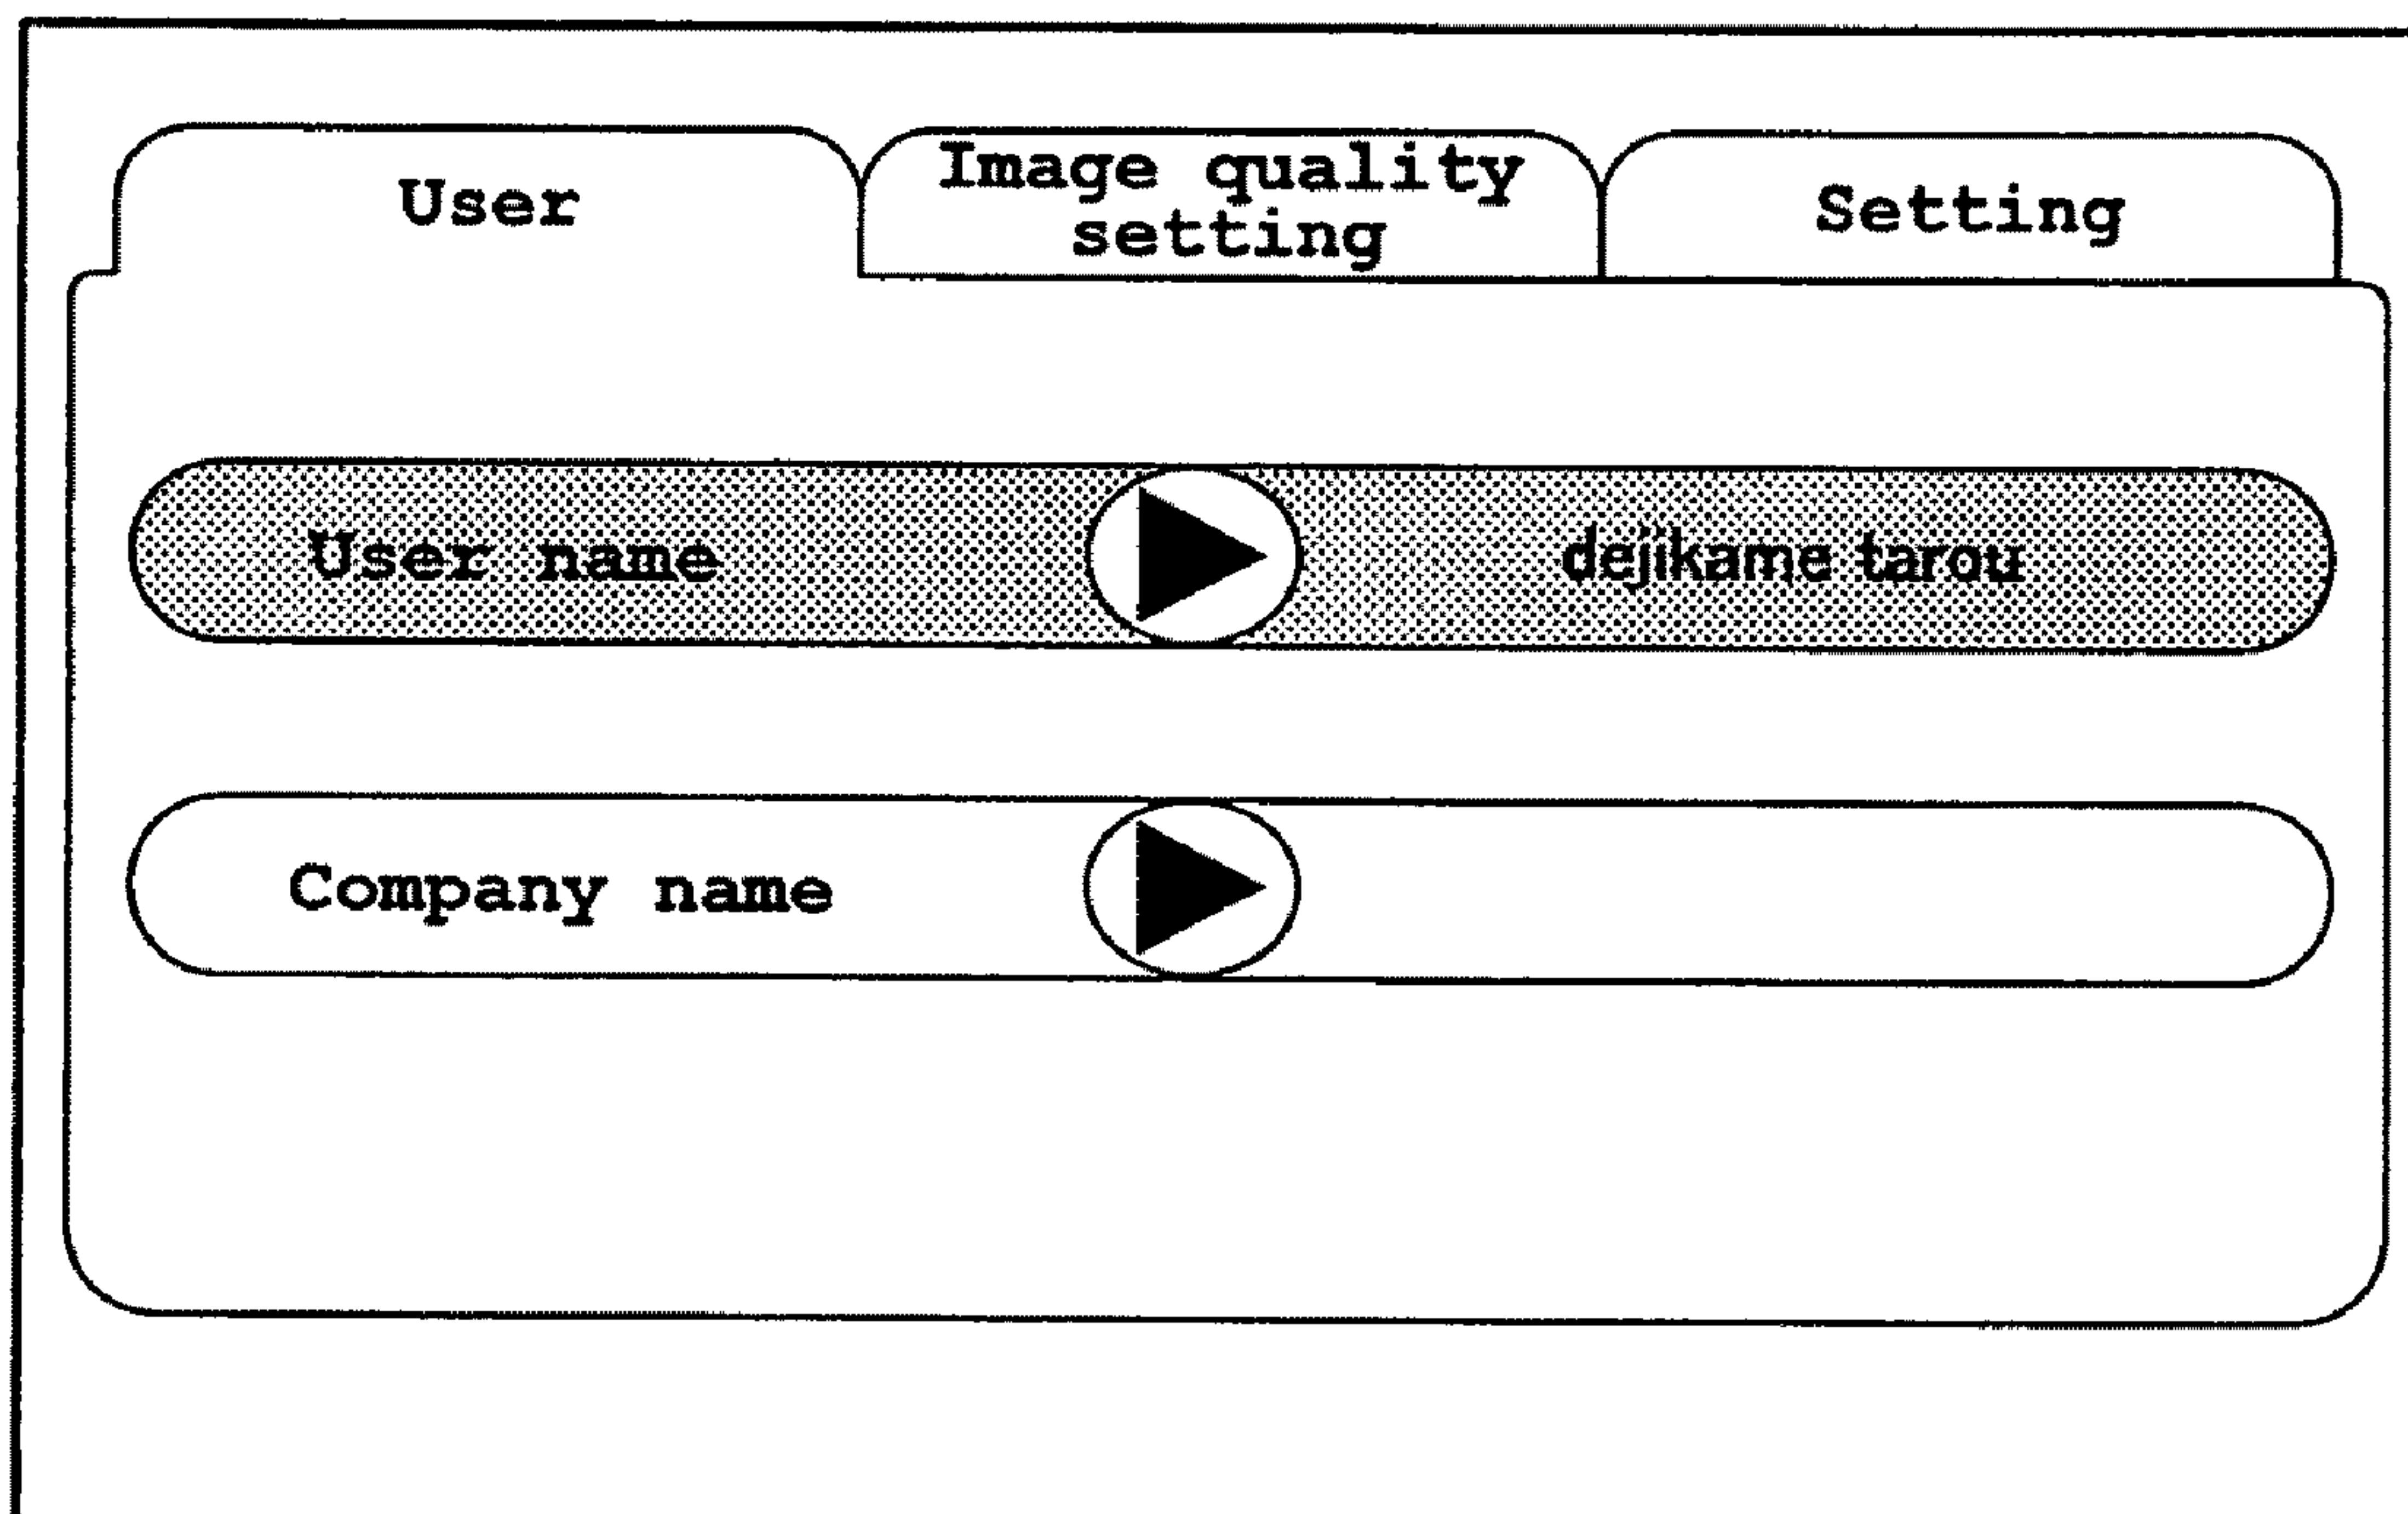 User
Image quality
setting
Setting
User name
dejikame tarou
Company name